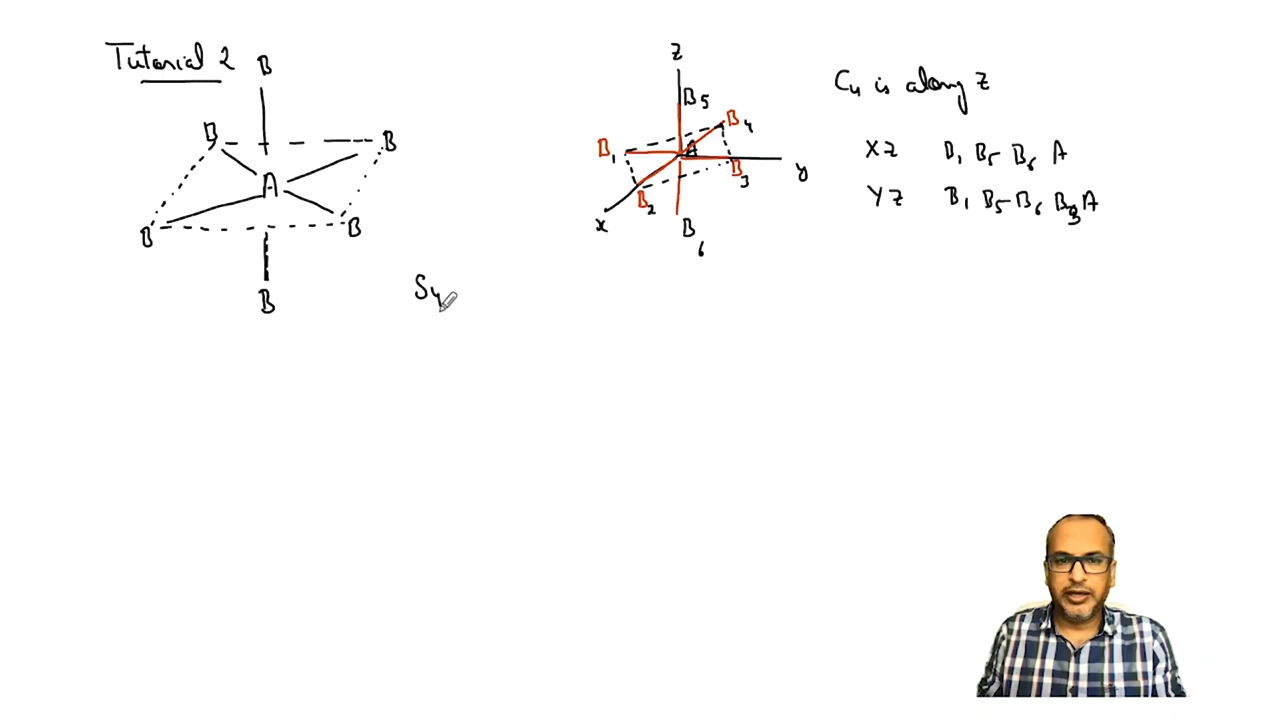 Tutorial 2
B
B
B
A
B
B
B
S4
Z
B5
B4
B1
A
B3
y
B2
x
B6
C4 is along Z
XZ B1 B5 B6 A
YZ B1 B5 B6 B3 A